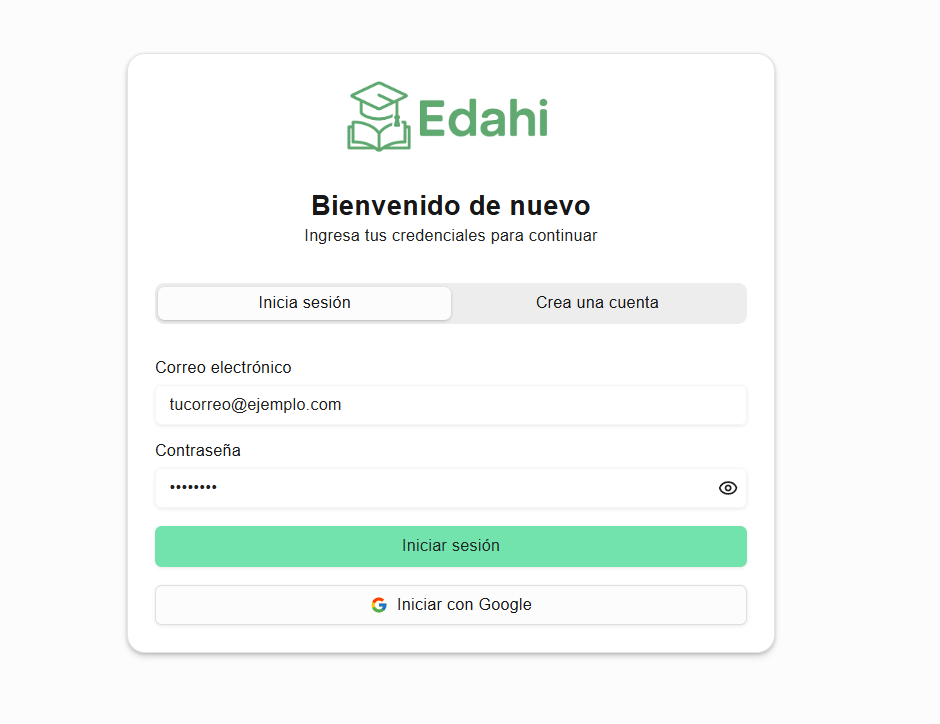 Edahi
Bienvenido de nuevo
Ingresa tus credenciales para continuar
Inicia sesión
Crea una cuenta
Correo electrónico
tucorreo@ejemplo.com
Contraseña
••••••••
Iniciar sesión
Iniciar con Google